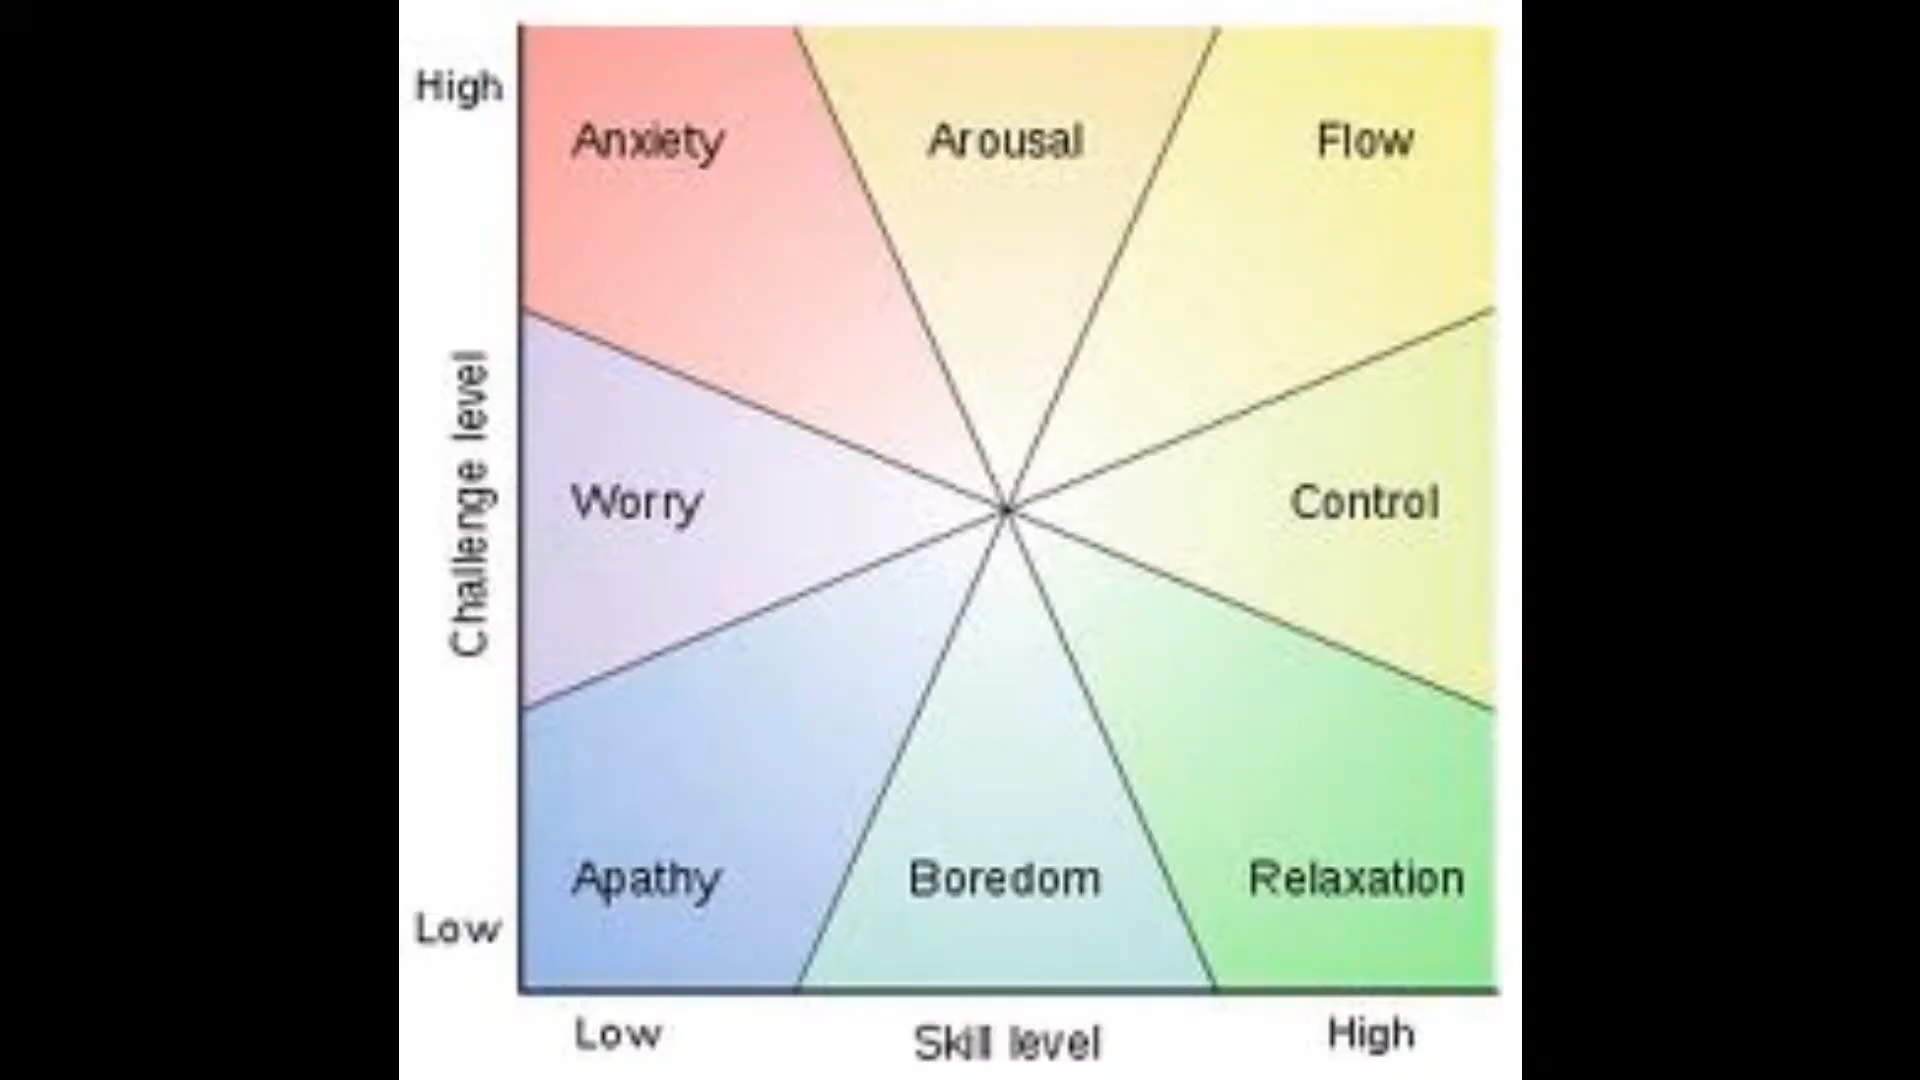 High
Anxiety
Arousal
Flow
Challenge level
Worry
Control
Apathy
Boredom
Relaxation
Low
Low
Skill level
High